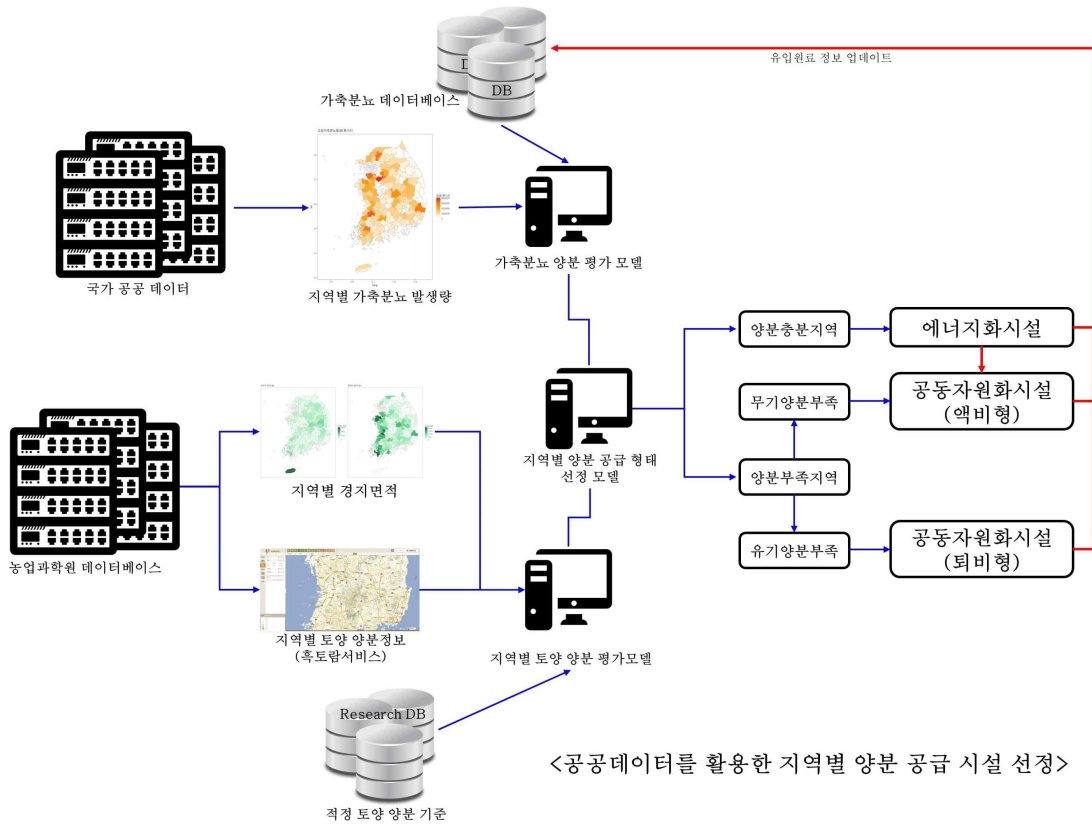 유입원료 정보 업데이트
DB
가축분뇨 데이터베이스
국가 공공 데이터
지역별 가축분뇨 발생량
가축분뇨 양분 평가 모델
양분충분지역
에너지화시설
무기양분부족
공동자원화시설
(액비형)
지역별 양분 공급 형태
선정 모델
양분부족지역
지역별 경지면적
유기양분부족
공동자원화시설
(퇴비형)
농업과학원 데이터베이스
지역별 토양 양분정보
(흑토람서비스)
지역별 토양 양분 평가모델
Research DB
적정 토양 양분 기준
<공공데이터를 활용한 지역별 양분 공급 시설 선정>